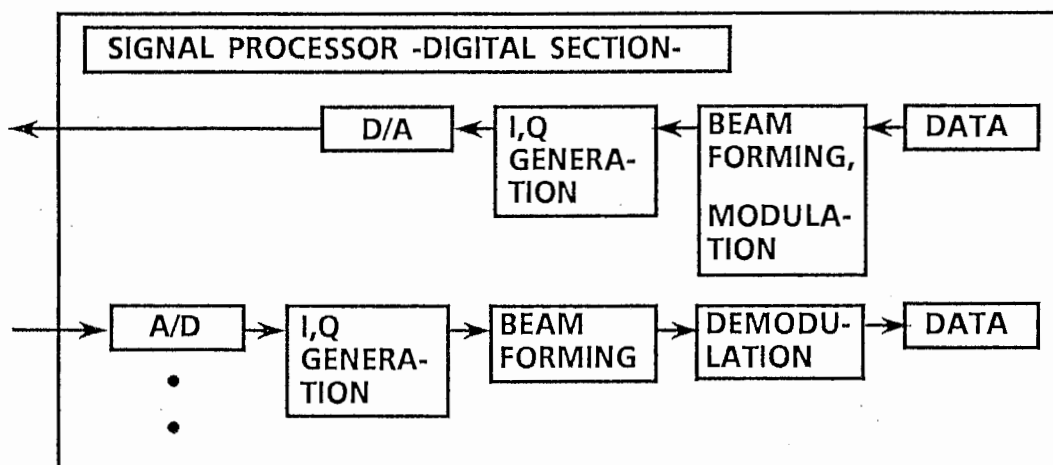 SIGNAL PROCESSOR -DIGITAL SECTION-
D/A
I,Q
GENERA-
TION
BEAM
FORMING,
MODULA-
TION
DATA
A/D
I,Q
GENERA-
TION
BEAM
FORMING
DEMODU-
LATION
DATA